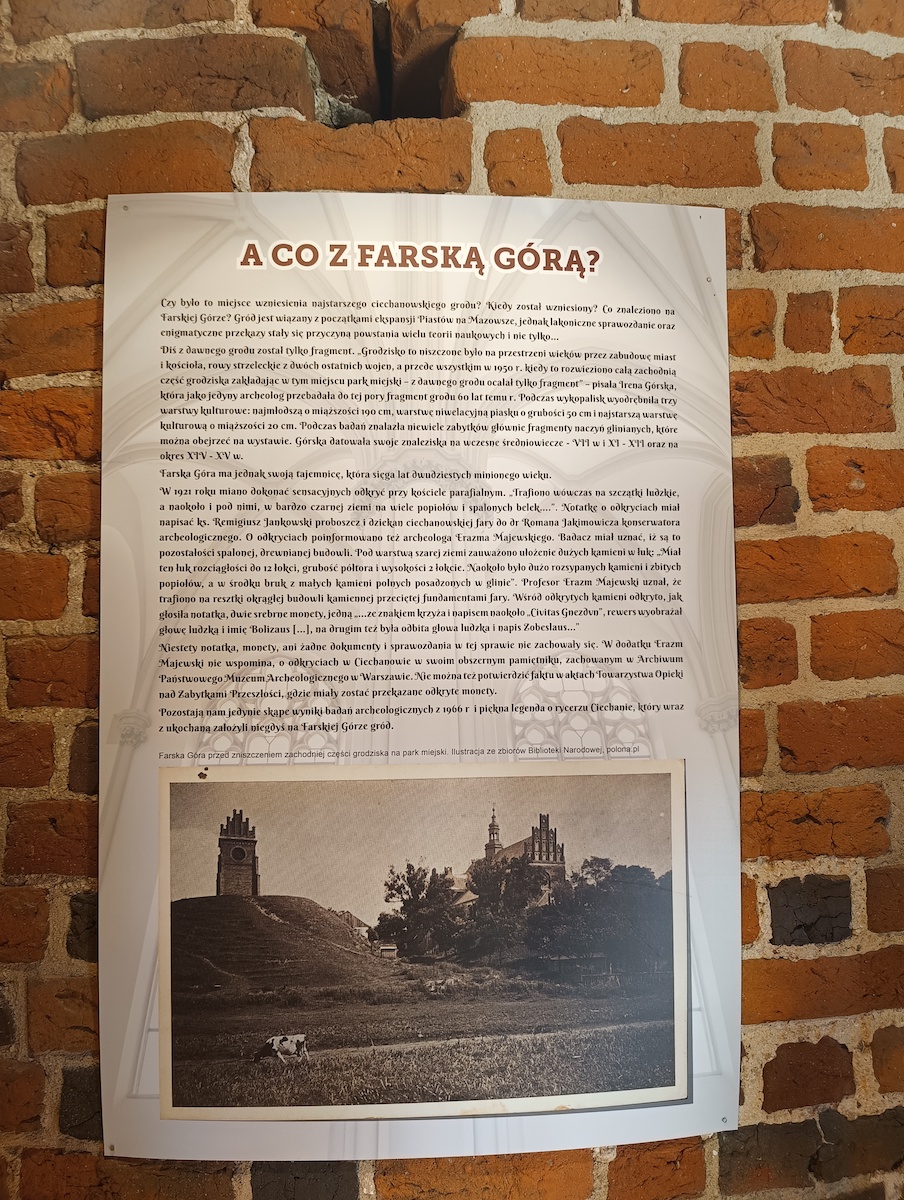 A CO Z FARSKĄ GÓRĄ?
Czy było to miejsce wzniesienia najstarszego ciechanowskiego grodu? Kiedy został wzniesiony? Co znaleziono na
Farskiej Górze? Gród jest wiązany z początkami ekspansji Piastów na Mazowsze, jednak lakoniczne sprawozdanie oraz
enigmatyczne przekazy stały się przyczyną powstania wielu teorii naukowych i nie tylko...
Diś z dawnego grodu został tylko fragment. „Grodzisko to niszczone było na przestrzeni wieków przez zabudowę miast
i kościoła, rowy strzeleckie z dwóch ostatnich wojen, a przede wszystkim w 1950 r. kiedy to rozwieziono całą zachodnią
część grodziska zakładając w tym miejscu park miejski – z dawnego grodu ocalał tylko fragment" – pisała Irena Górska,
która jako jedyny archeolog przebadała do tej pory fragment grodu 60 lat temu r. Podczas wykopalisk wyodrębniła trzy
warstwy kulturowe: najmłodszą o miąższości 190 cm, warstwę niwelacyjną piasku o grubości 50 cm i najstarszą warstwę
kulturową o miąższości 20 cm. Podczas badań znalazła niewiele zabytków głównie fragmenty naczyń glinianych, które
można obejrzeć na wystawie. Górska datowała swoje znaleziska na wczesne średniowiecze - VII w i XI - XII oraz na
okres XIV - XV w.
Farska Góra ma jednak swoją tajemnicę, która sięga lat dwudziestych minionego wieku.
W 1921 roku miano dokonać sensacyjnych odkryć przy kościele parafialnym. „Trafiono wówczas na szczątki ludzkie,
a naokoło i pod nimi, w bardzo czarnej ziemi na wiele popiołów i spalonych belek....". Notatkę o odkryciach miał
napisać ks. Remigiusz Jankowski proboszcz i dziekan ciechanowskiej fary do dr Romana Jakimowicza konserwatora
archeologicznego. O odkryciach poinformowano też archeologa Erazma Majewskiego. Badacz miał uznać, iż są to
pozostałości spalonej, drewnianej budowli. Pod warstwą szarej ziemi zauważono ułożenie dużych kamieni w łuk: „Miał
ten łuk rozciągłości do 12 łokci, grubość półtora i wysokości 2 łokcie. Naokoło było dużo rozsypanych kamieni i zbitych
popiołów, a w środku bruk z małych kamieni polnych posadzonych w glinie". Profesor Erazm Majewski uznał, że
trafiono na resztki okrągłej budowli kamiennej przeciętej fundamentami fary. Wśród odkrytych kamieni odkryto, jak
głosiła notatka, dwie srebrne monety, jedną „....ze znakiem krzyża i napisem naokoło „Civitas Gnezdun", rewers wyobrażał
głowę ludzką i imię Bolizaus [...], na drugim też była odbita głowa ludzka i napis Zobeslaus..."
Niestety notatka, monety, ani żadne dokumenty i sprawozdania w tej sprawie nie zachowały się. W dodatku Erazm
Majewski nie wspomina, o odkryciach w Ciechanowie w swoim obszernym pamiętniku, zachowanym w Archiwum
Państwowego Muzeum Archeologicznego w Warszawie. Nie można też potwierdzić faktu w aktach Towarzystwa Opieki
nad Zabytkami Przeszłości, gdzie miały zostać przekazane odkryte monety.
Pozostają nam jedynie skąpe wyniki badań archeologicznych z 1966 r i piękna legenda o rycerzu Ciechanie, który wraz
z ukochaną założyli niegdyś na Farskiej Górze gród.
Farska Góra przed zniszczeniem zachodniej części grodziska na park miejski. Ilustracja ze zbiorów Biblioteki Narodowej, polona.pl